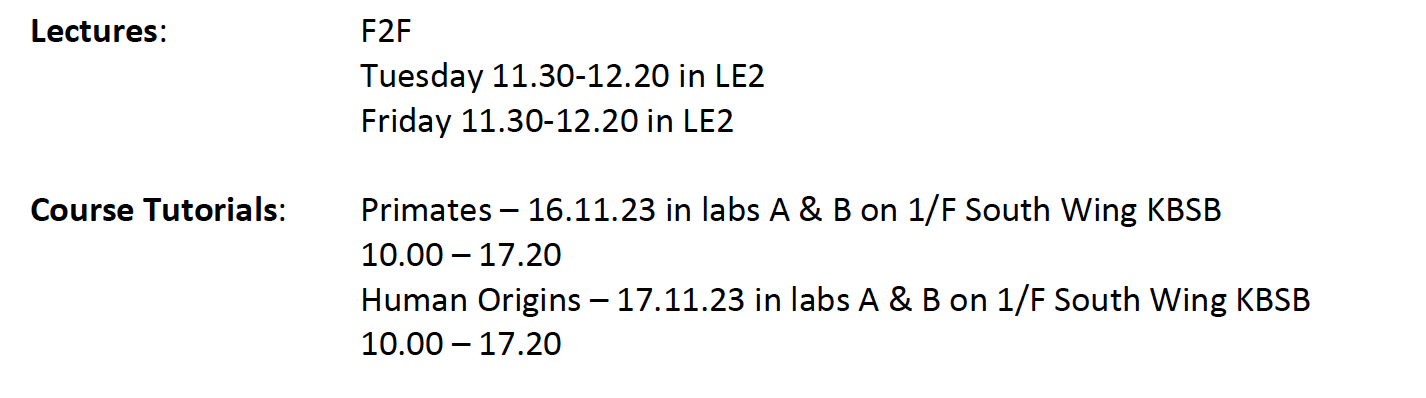 Lectures: F2F
Tuesday 11.30-12.20 in LE2
Friday 11.30-12.20 in LE2
Course Tutorials: Primates – 16.11.23 in labs A & B on 1/F South Wing KBSB
10.00 – 17.20
Human Origins – 17.11.23 in labs A & B on 1/F South Wing KBSB
10.00 – 17.20